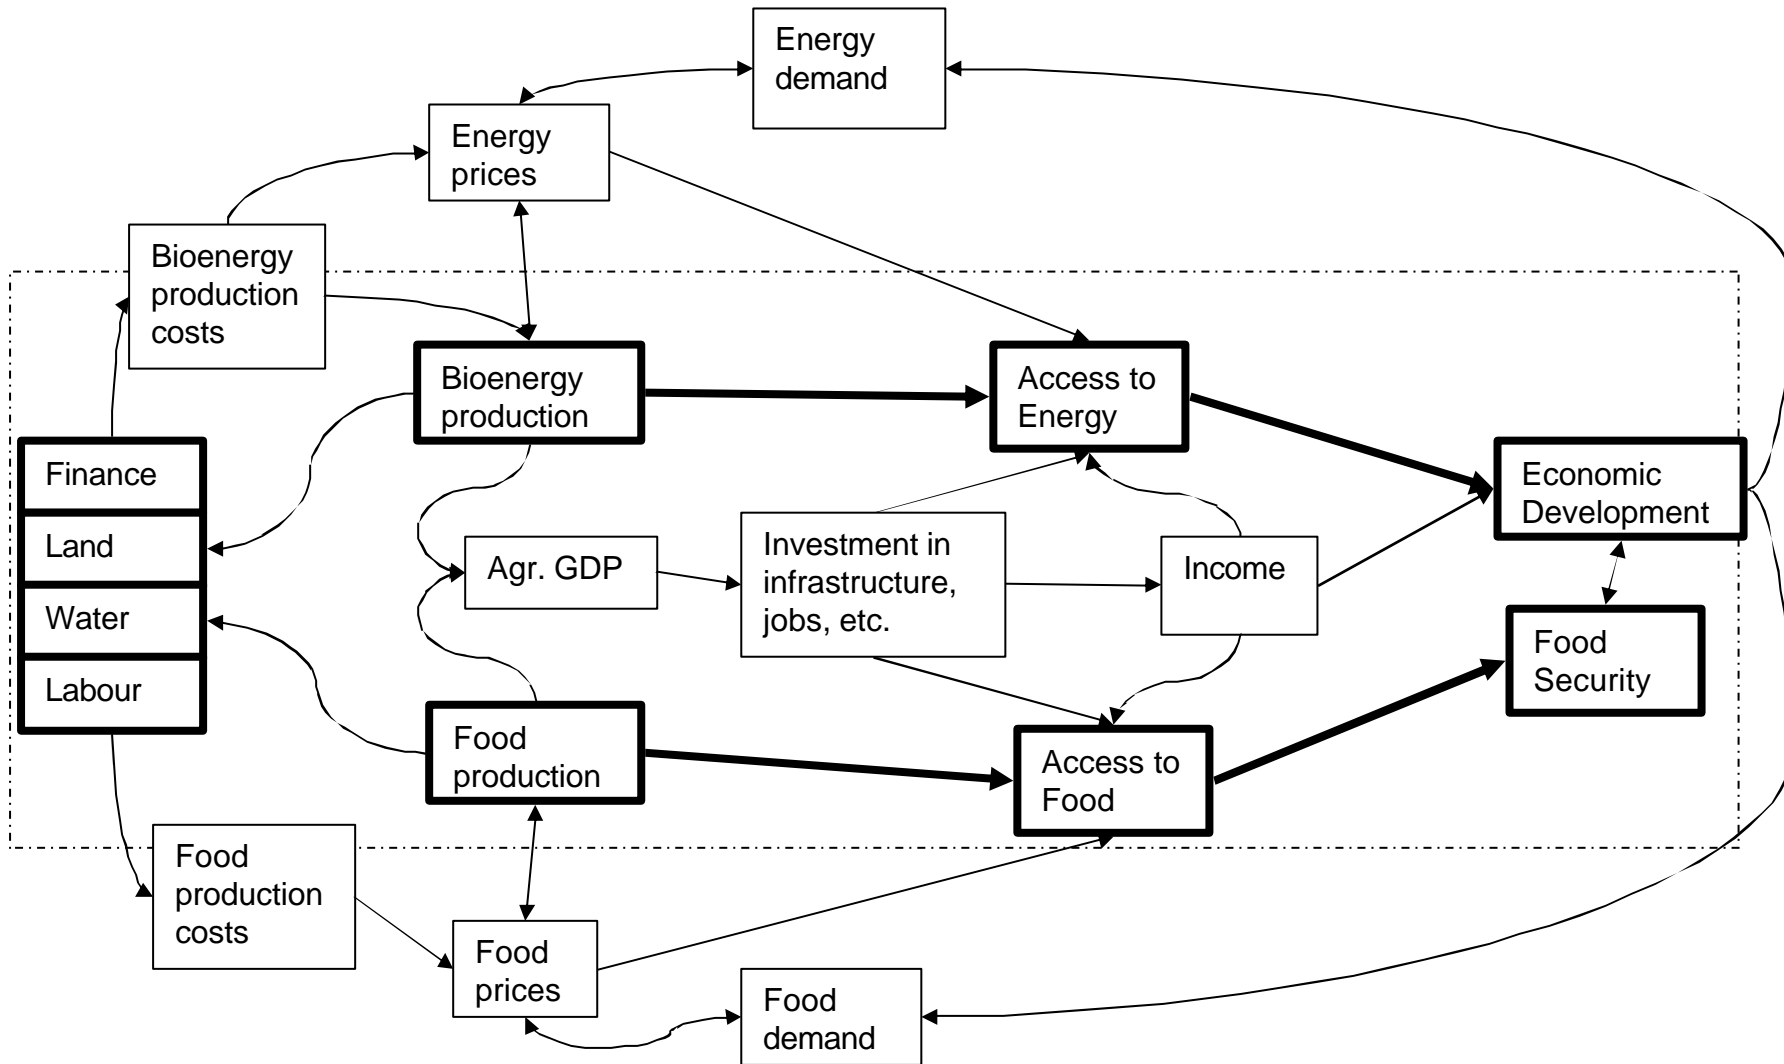 Energy
demand
Energy
prices
Bioenergy
production
costs
Bioenergy
production
Access to
Energy
Finance
Land
Water
Labour
Economic
Development
Agr. GDP
Investment in
infrastructure,
jobs, etc.
Income
Food
Security
Food
production
Access to
Food
Food
production
costs
Food
prices
Food
demand